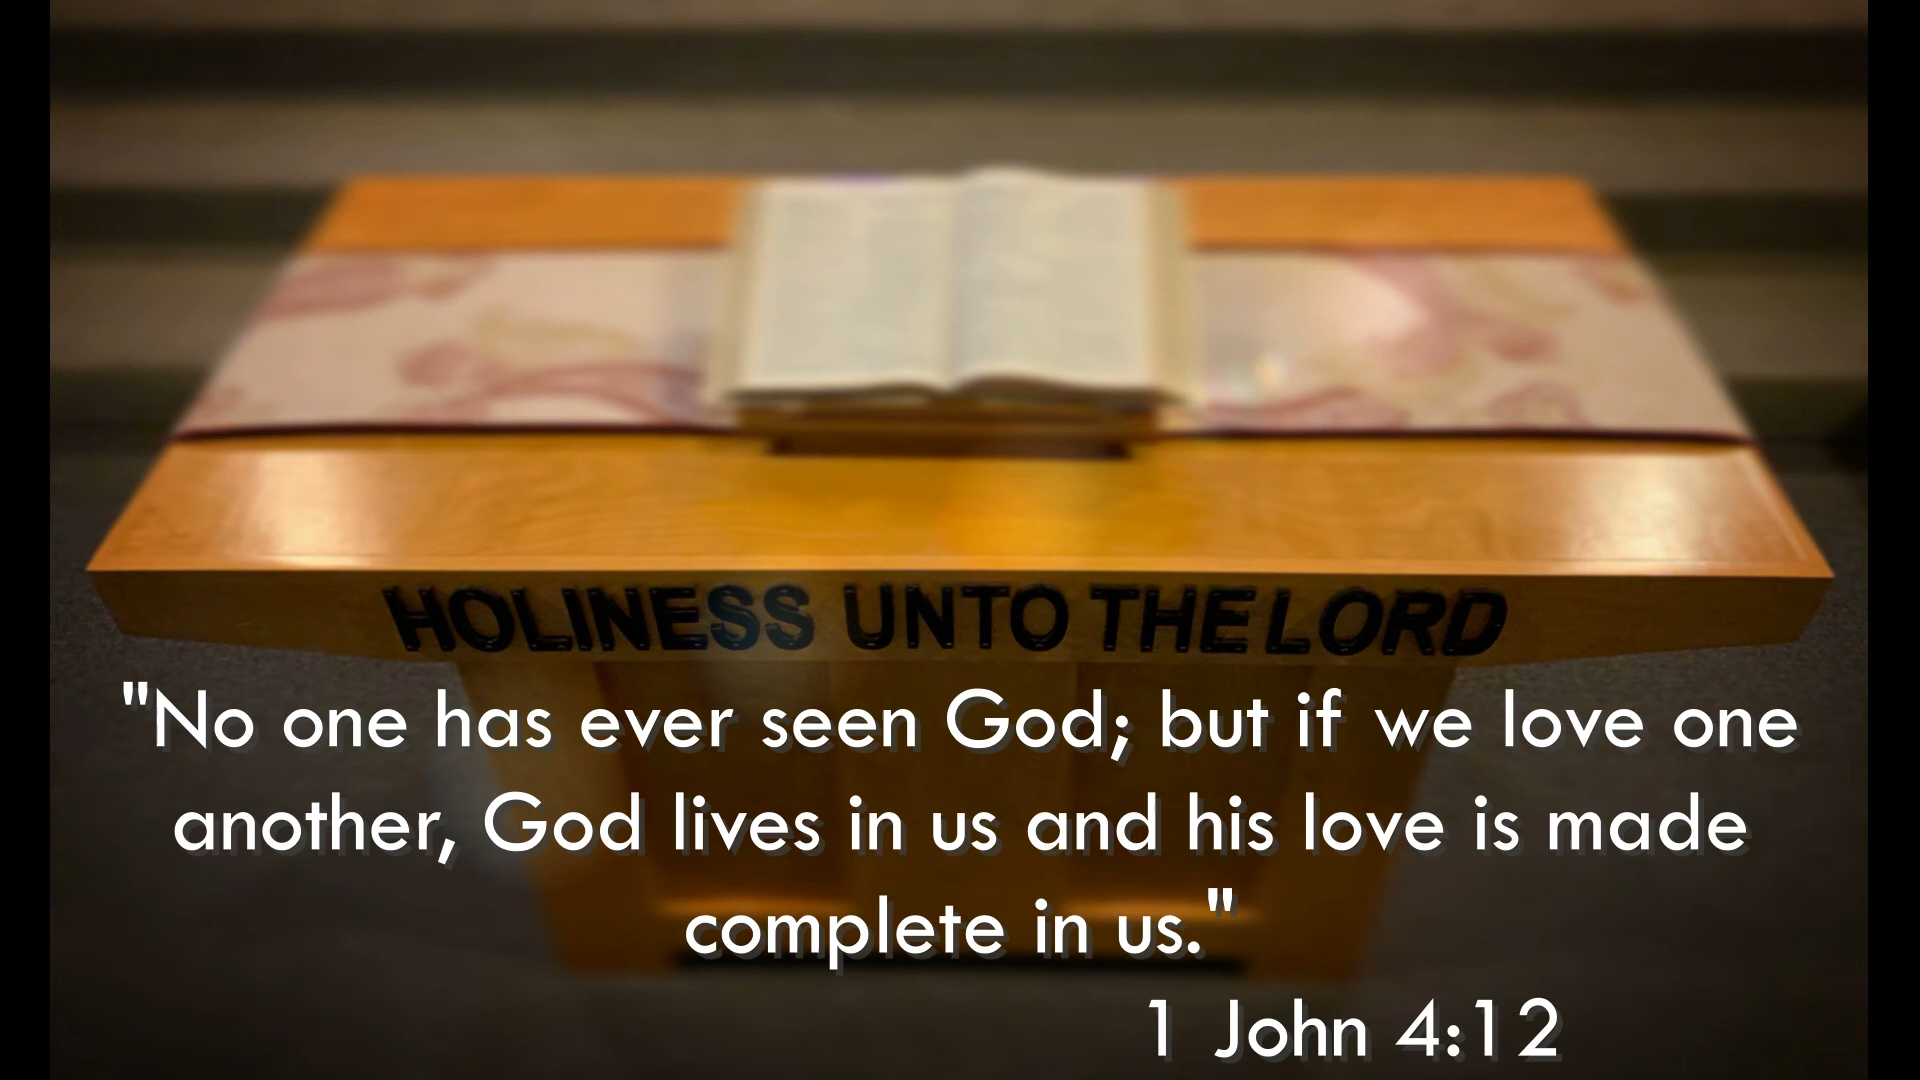 HOLINESS UNTO THE LORD
"No one has ever seen God; but if we love one
another, God lives in us and his love is made
complete in us."
1 John 4:12